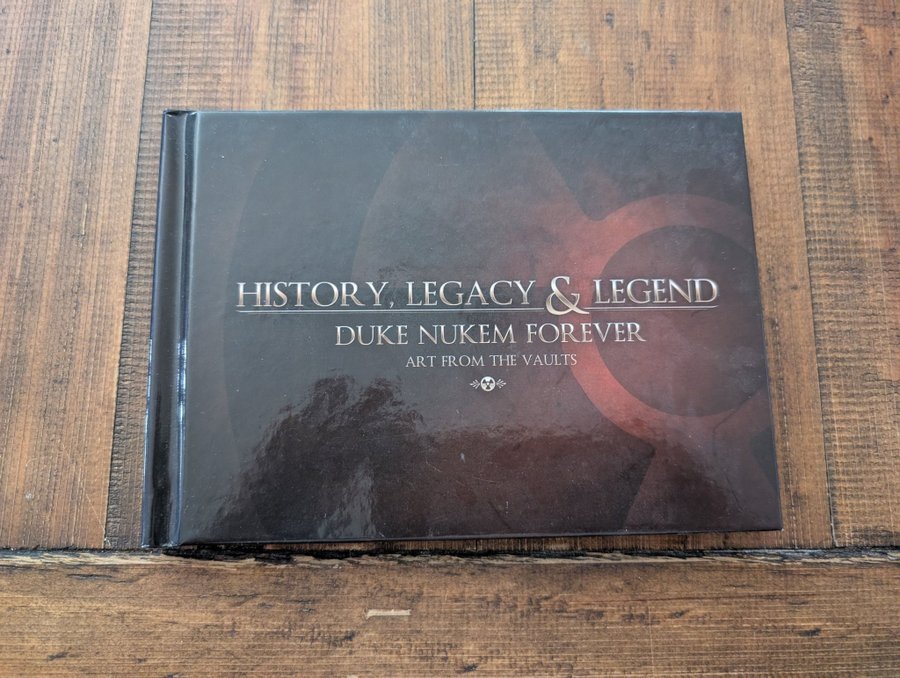 HISTORY, LEGACY & LEGEND
DUKE NUKEM FOREVER
ART FROM THE VAULTS